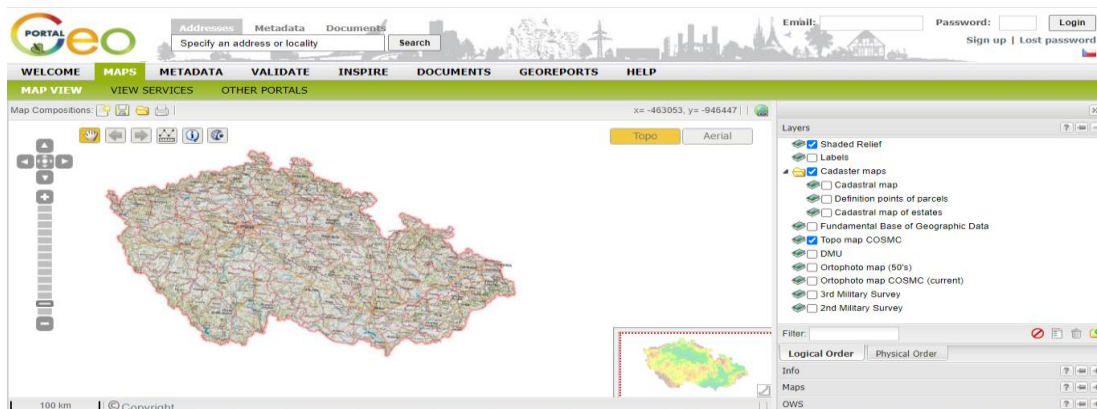 PORTAL
Geo
Addresses Metadata Documents
Specify an address or locality Search
Email: Password: Login
Sign up | Lost password
WELCOME MAPS METADATA VALIDATE INSPIRE DOCUMENTS GEOREPORTS HELP
MAP VIEW VIEW SERVICES OTHER PORTALS
Map Compositions: x= -463053, y= -946447
Topo Aerial
Layers
Shaded Relief
Labels
Cadaster maps
Cadastral map
Definition points of parcels
Cadastral map of estates
Fundamental Base of Geographic Data
Topo map COSMC
DMU
Ortophoto map (50's)
Ortophoto map COSMC (current)
3rd Military Survey
2nd Military Survey
Filter:
Logical Order Physical Order
Info
Maps
OWS
100 km © Copyright